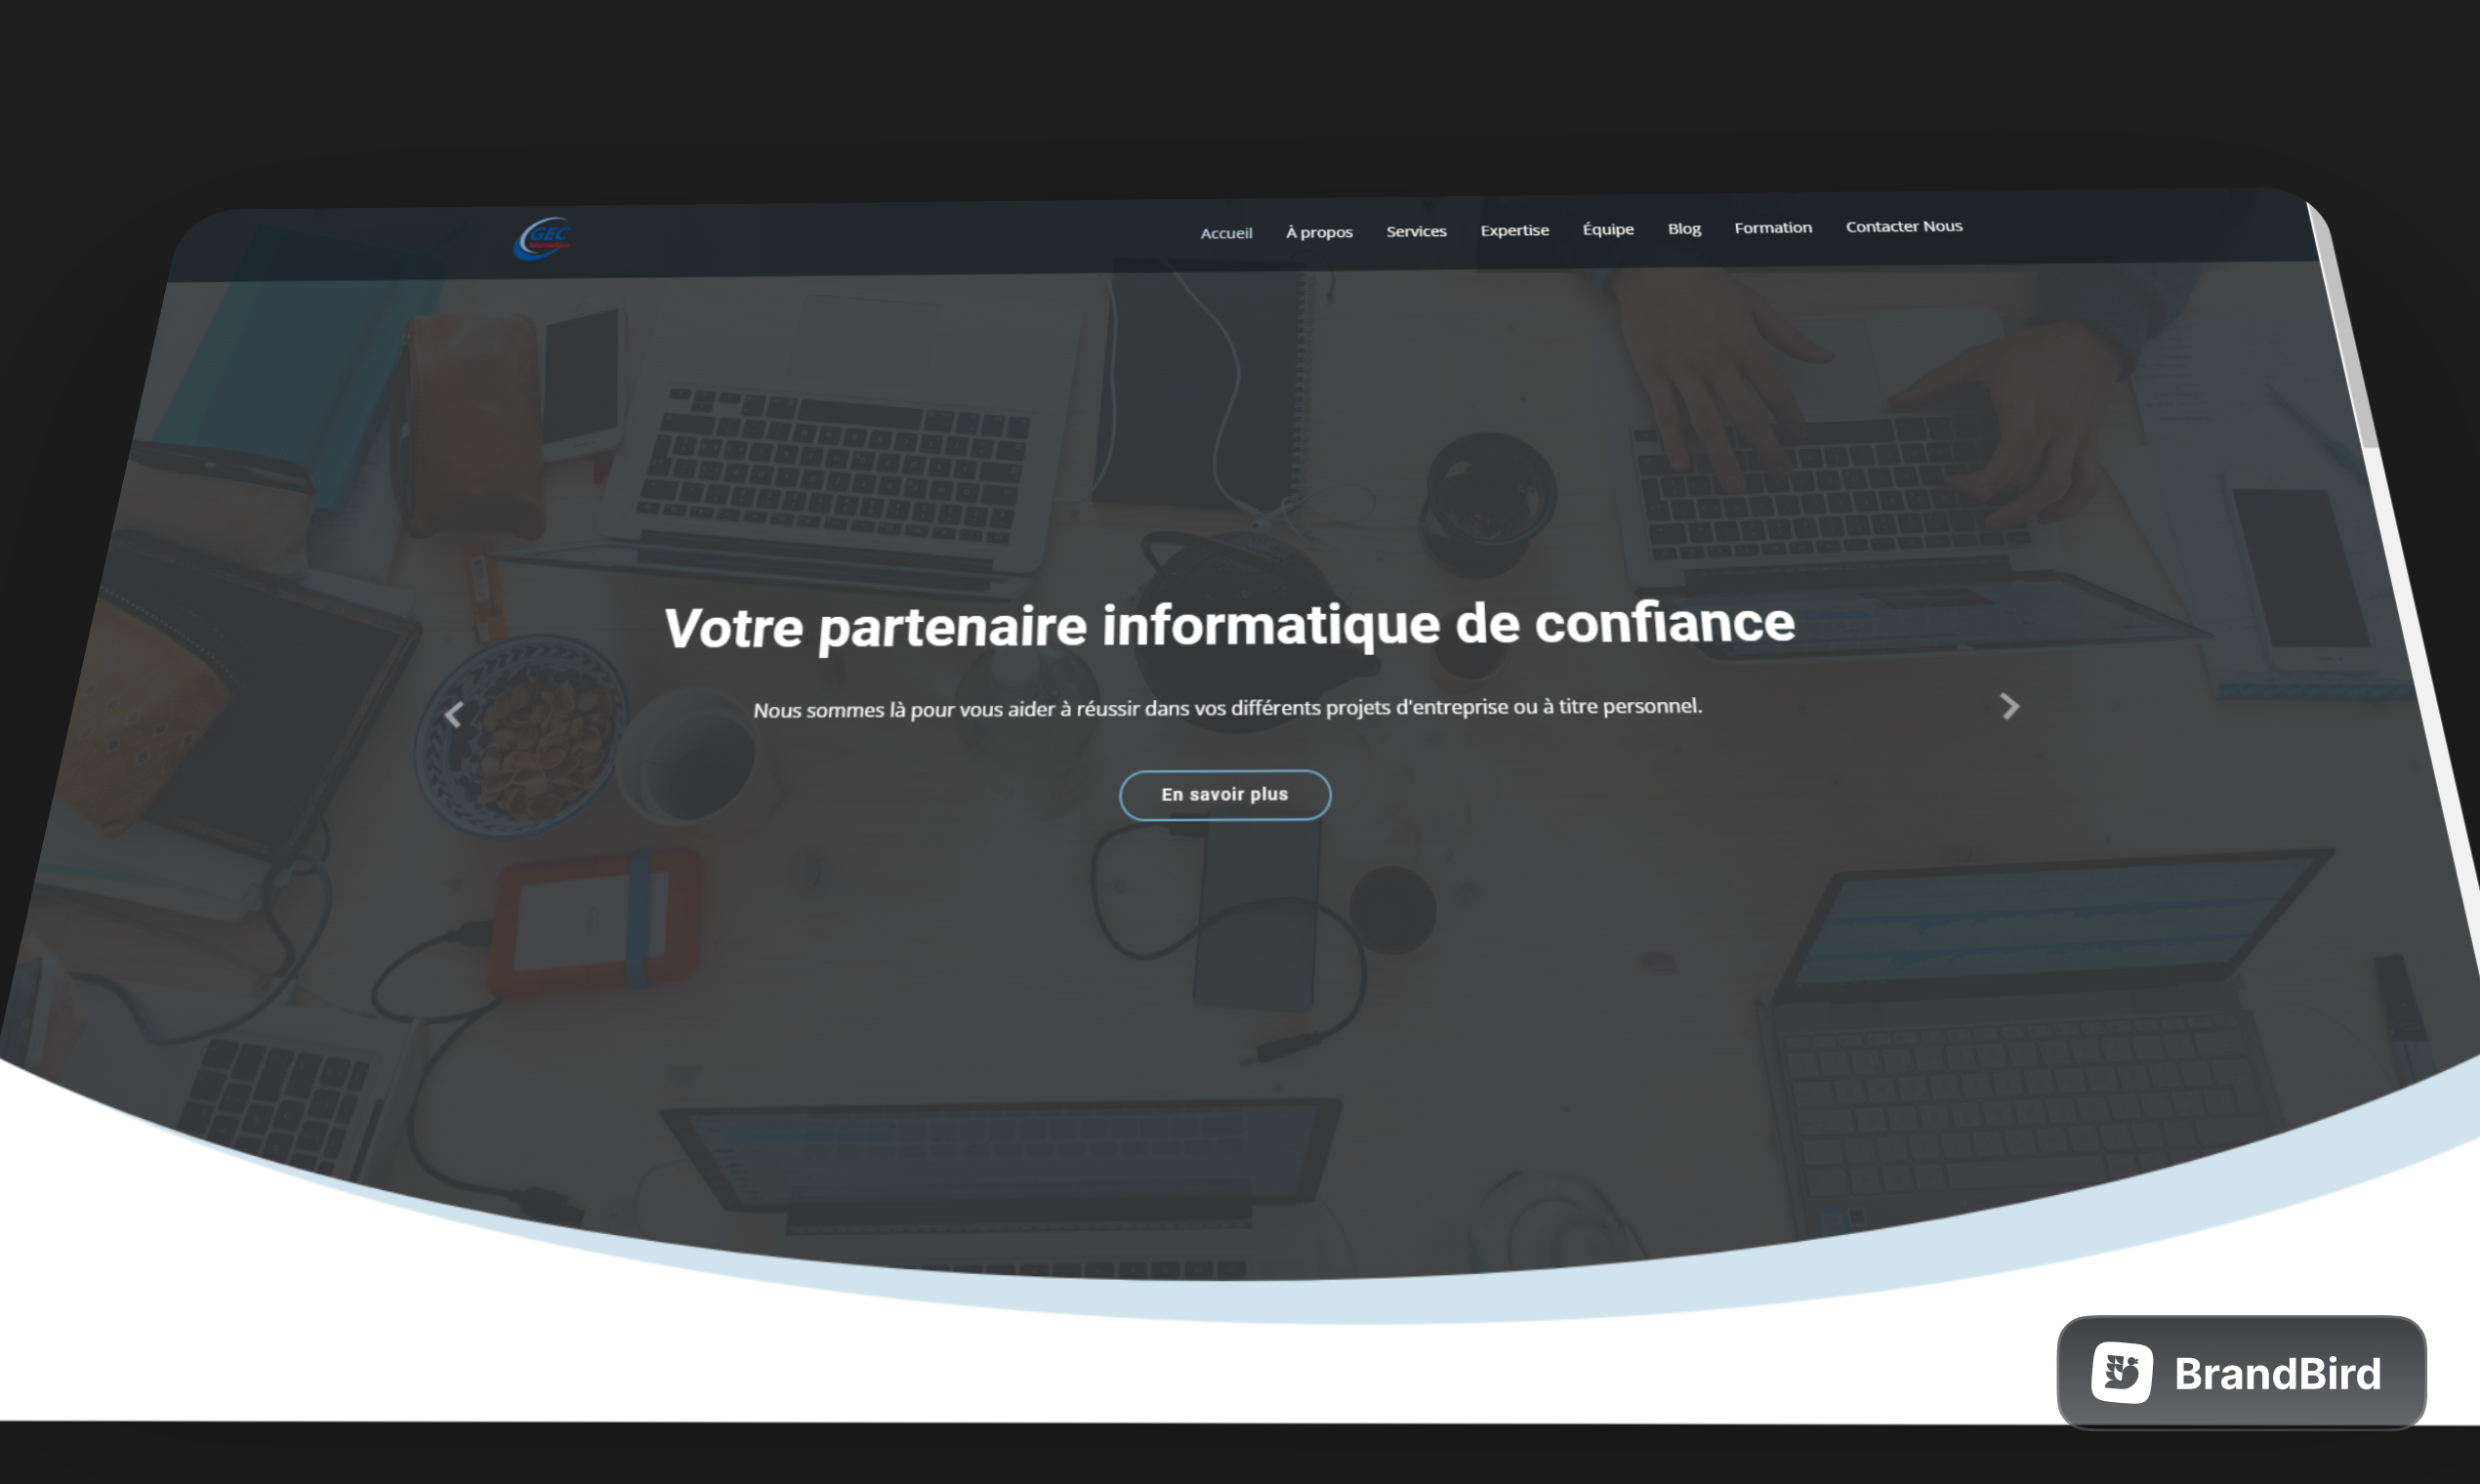 GEC
Accueil À propos Services Expertise Équipe Blog Formation Contacter Nous
Votre partenaire informatique de confiance
Nous sommes là pour vous aider à réussir dans vos différents projets d'entreprise ou à titre personnel.
En savoir plus
BrandBird